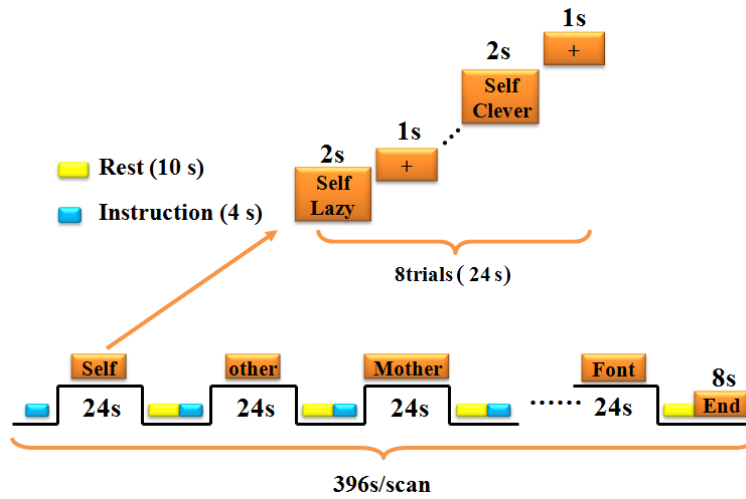 1s
+
2s
Self
Clever
1s
+
2s
Self
Lazy
Rest (10 s)
Instruction (4 s)
8trials ( 24 s)
Self
other
Mother
Font
8s
24s
24s
24s
......
24s
End
396s/scan